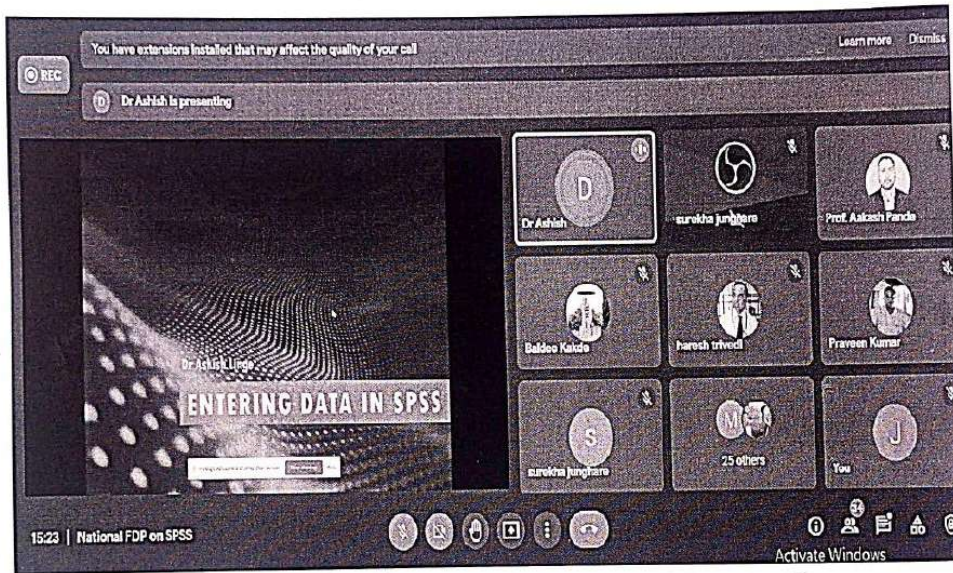 You have extensions installed that may affect the quality of your call
Learn more Dismiss
REC
D Dr Ashish is presenting
D
Dr Ashish
surekha junghare
Prof. Aakash Panda
Dr Ashish Linge
ENTERING DATA IN SPSS
Baldeo Kakde
haresh trivedi
Praveen Kumar
S
surekha junghare
M
25 others
J
You
15:23 | National FDP on SPSS
34
Activate Windows